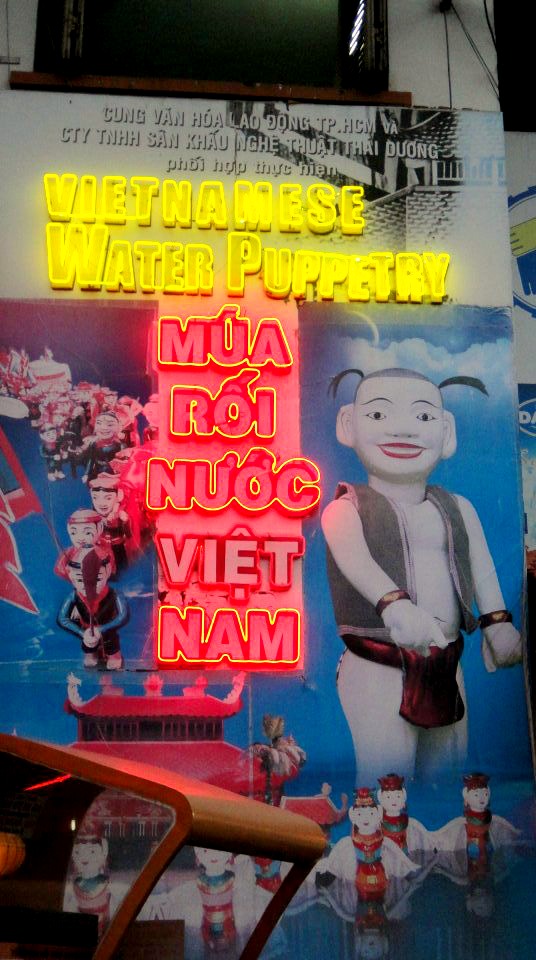 CUNG VĂN HÓA LAO ĐỘNG TP.HCM VÀ
CTY TNHH SÂN KHẤU NGHỆ THUẬT THÁI DƯƠNG
phối hợp thực hiện
VIETNAMESE
WATER PUPPETRY
MÚA
RỐI
NƯỚC
VIỆT
NAM